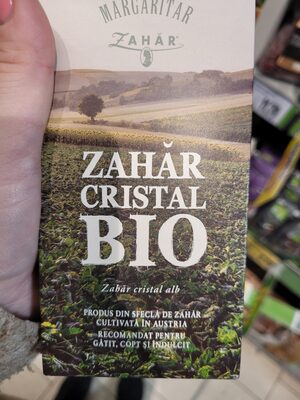 MARGARITAR
ZAHĂR
ZAHĂR
CRISTAL
BIO
Zahăr cristal alb
PRODUS DIN SFECLĂ DE ZAHĂR
CULTIVATĂ ÎN AUSTRIA
RECOMANDAT PENTRU
GĂTIT, COPT ȘI ÎNDULCIT